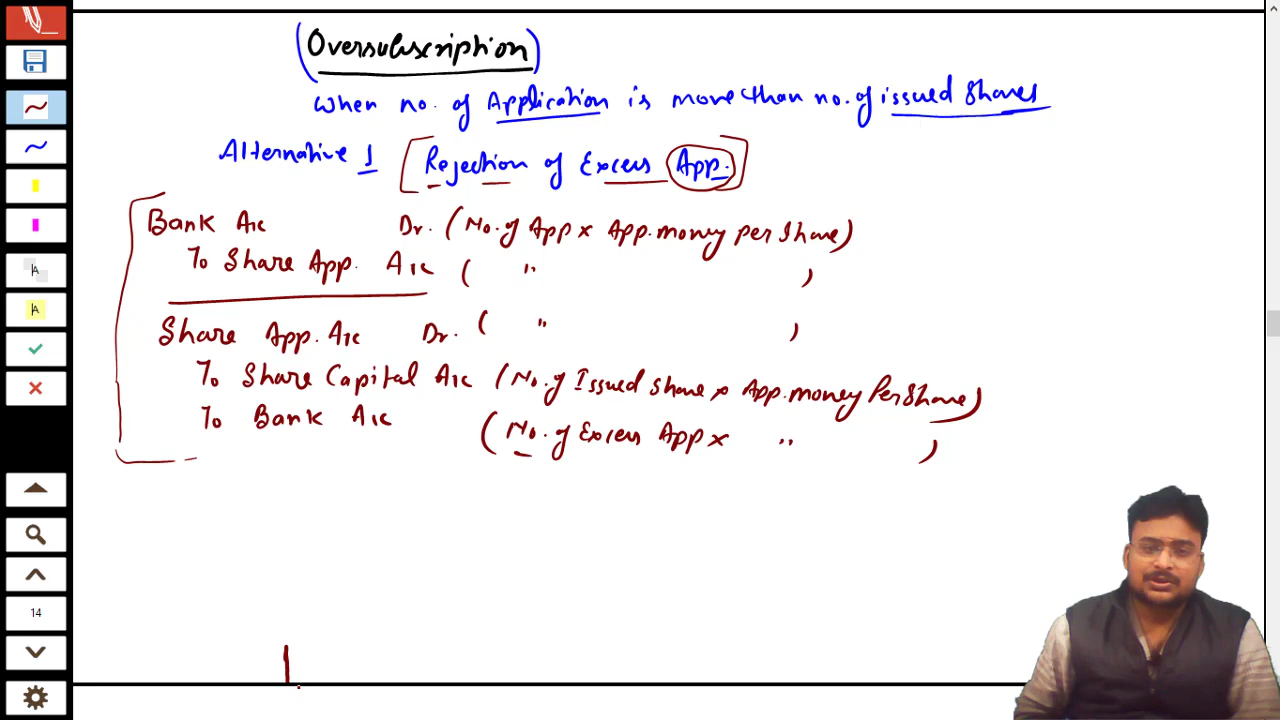 (Oversubscription)
When no. of Application is more than no. of issued Shares
Alternative 1 [Rejection of Excess App.]
Bank A/c Dr. (No. of App x App. money per Share)
To Share App. A/c ( " )
Share App. A/c Dr. ( " )
To Share Capital A/c (No. of Issued Share x App. money Per Share)
To Bank A/c (No. of Excess App x " )
A
A
14